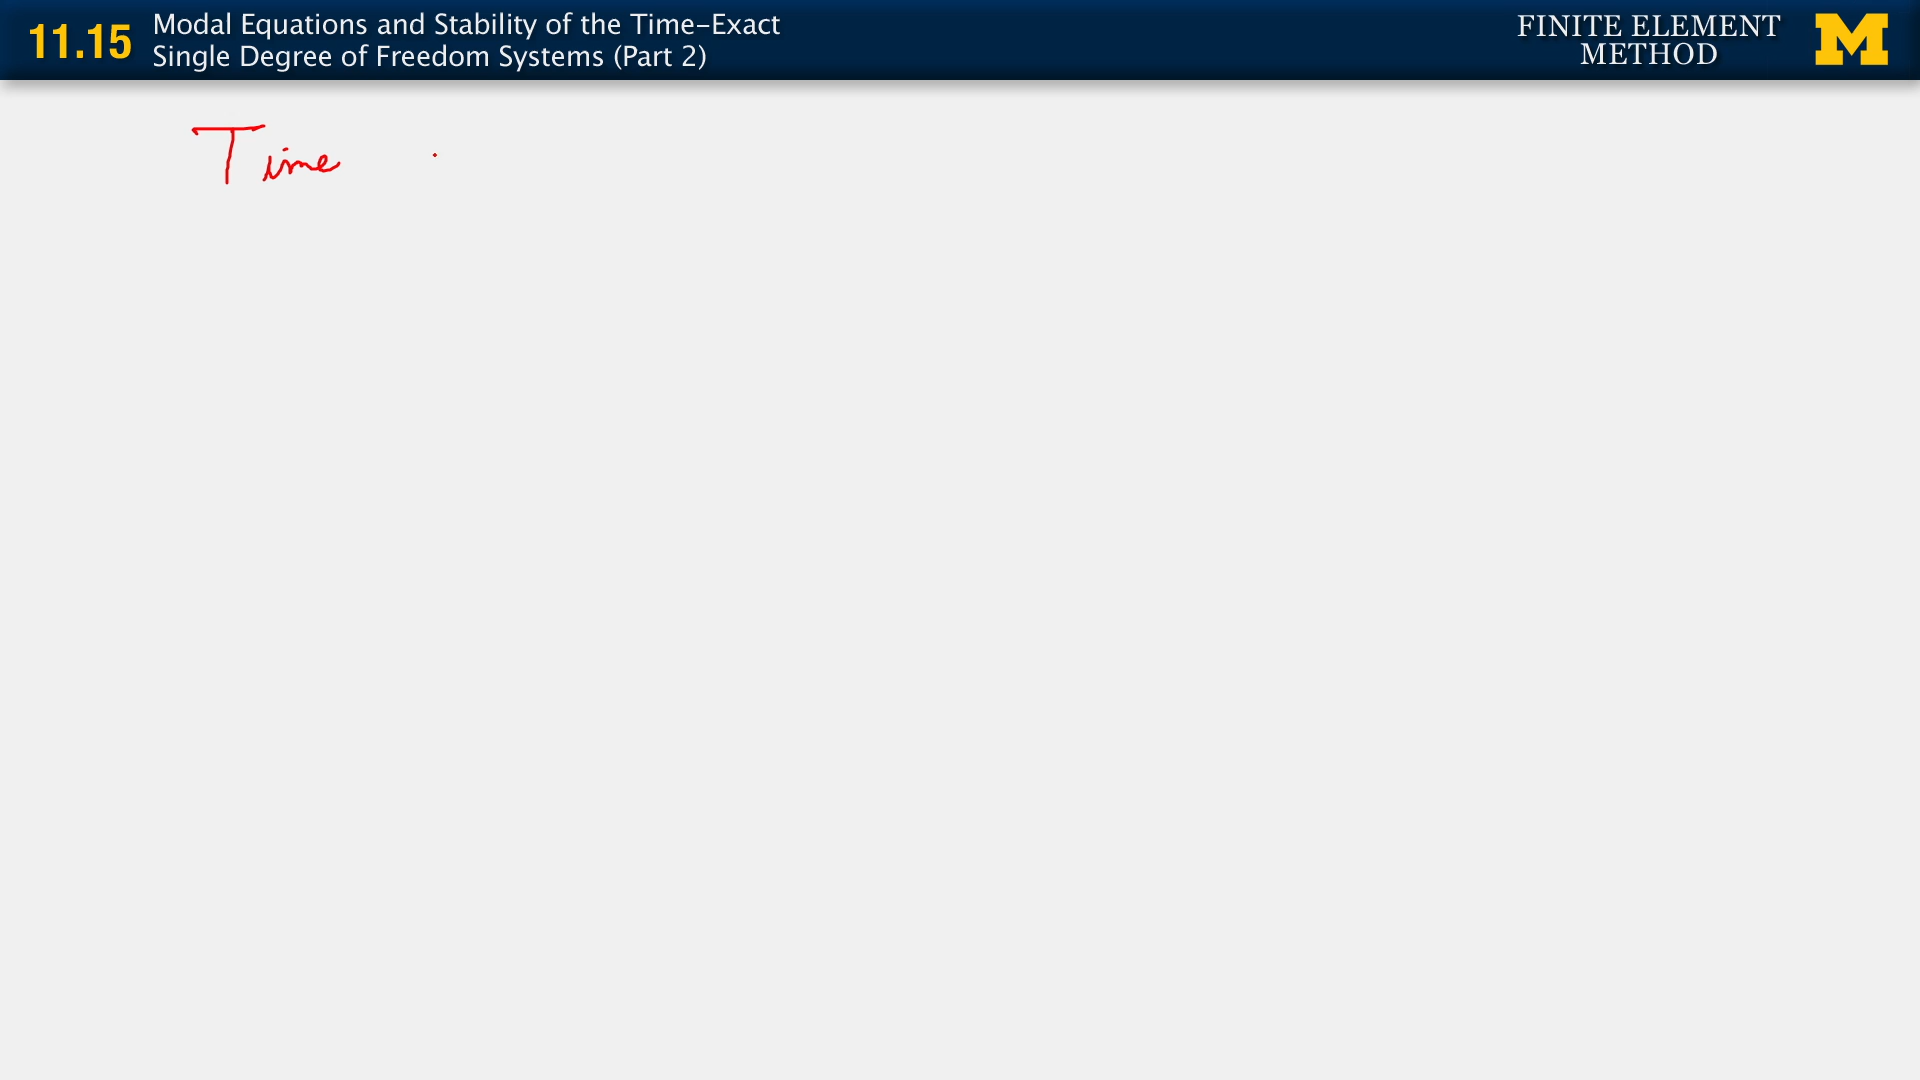 11.15
Modal Equations and Stability of the Time-Exact
Single Degree of Freedom Systems (Part 2)
FINITE ELEMENT
METHOD
M
Time